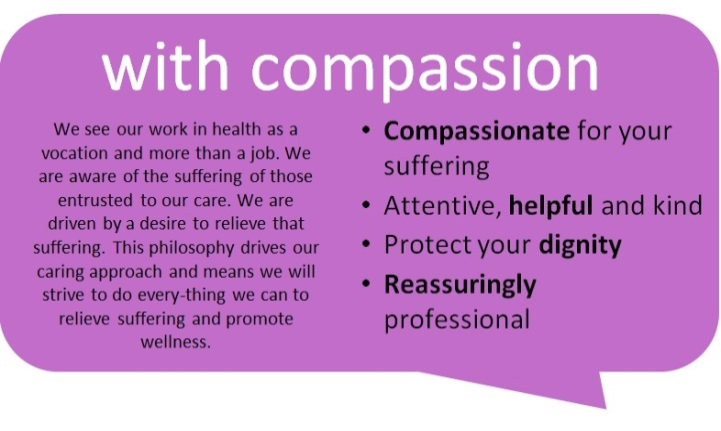 with compassion
We see our work in health as a
vocation and more than a job. We
are aware of the suffering of those
entrusted to our care. We are
driven by a desire to relieve that
suffering. This philosophy drives our
caring approach and means we will
strive to do every-thing we can to
relieve suffering and promote
wellness.
• Compassionate for your
suffering
• Attentive, helpful and kind
• Protect your dignity
• Reassuringly
professional